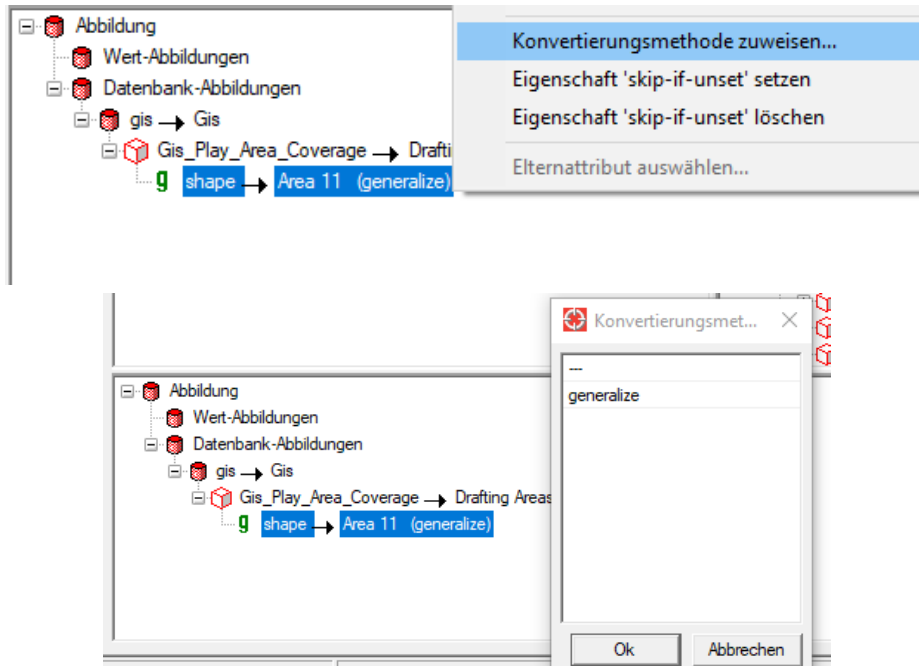 Abbildung
Wert-Abbildungen
Datenbank-Abbildungen
gis → Gis
Gis_Play_Area_Coverage → Drafti
g shape → Area 11 (generalize)
Konvertierungsmethode zuweisen...
Eigenschaft 'skip-if-unset' setzen
Eigenschaft 'skip-if-unset' löschen
Elternattribut auswählen...
Abbildung
Wert-Abbildungen
Datenbank-Abbildungen
gis → Gis
Gis_Play_Area_Coverage → Drafting Areas
g shape → Area 11 (generalize)
Konvertierungsmet...
---
generalize
Ok
Abbrechen